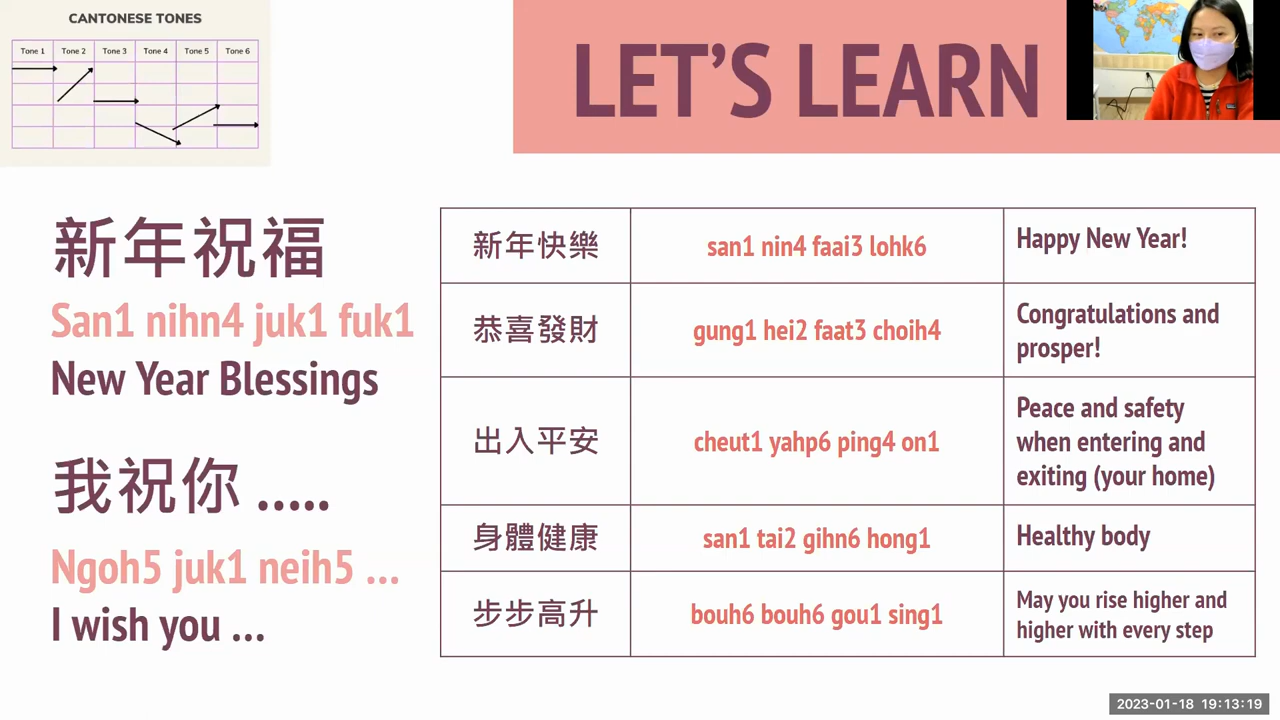 CANTONESE TONES
Tone 1 Tone 2 Tone 3 Tone 4 Tone 5 Tone 6
LET'S LEARN
新年祝福
San1 nihn4 juk1 fuk1
New Year Blessings
我祝你 .....
Ngoh5 juk1 neih5 ...
I wish you ...
新年快樂 san1 nin4 faai3 lohk6 Happy New Year!
恭喜發財 gung1 hei2 faat3 choih4 Congratulations and
prosper!
出入平安 cheut1 yahp6 ping4 on1 Peace and safety
when entering and
exiting (your home)
身體健康 san1 tai2 gihn6 hong1 Healthy body
步步高升 bouh6 bouh6 gou1 sing1 May you rise higher and
higher with every step
2023-01-18 19:13:19